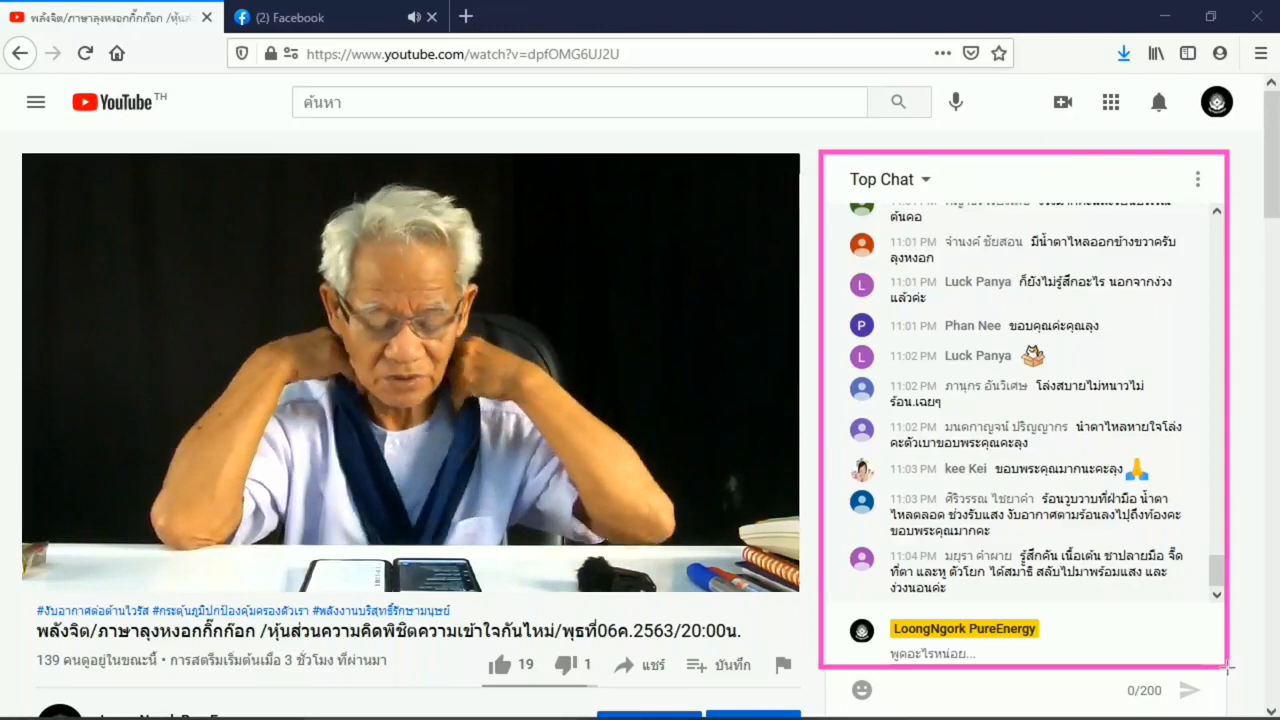 พลังจิต/ภาษาลุงหงอกกิ๊กก๊อก /หุ้นส่ว
(2) Facebook
https://www.youtube.com/watch?v=dpfOMG6UJ2U
YouTube TH
ค้นหา
Top Chat
ต้นคอ
11:01 PM จำนงค์ ชัยสอน มีน้ำตาไหลออกข้างขวาครับ
ลุงหงอก
11:01 PM Luck Panya ก็ยังไม่รู้สึกอะไร นอกจากง่วง
แล้วค่ะ
11:01 PM Phan Nee ขอบคุณค่ะคุณลุง
11:02 PM Luck Panya
11:02 PM ภานุกร อันวิเศษ โล่งสบายไม่หนาวไม่
ร้อน.เฉยๆ
11:02 PM มนตกาญจน์ ปริญญากร น้ำตาไหลหายใจโล่ง
คะตัวเบาขอบพระคุณคะลุง
11:03 PM kee Kei ขอบพระคุณมากนะคะลุง
11:03 PM ศิริวรรณ ไชยาคำ ร้อนวูบวาบที่ฝ่ามือ น้ำตา
ไหลตลอด ช่วงรับแสง งับอากาศตามร้อนลงไปถึงท้องคะ
ขอบพระคุณมากคะ
11:04 PM มยุรา คำผาย รู้สึกคัน เนื้อเต้น ชาปลายมือ จี๊ด
ที่ตา และหู ตัวโยก ได้สมาธิ สลับไปมาพร้อมแสง และ
ง่วงนอนค่ะ
LoongNgork PureEnergy
พูดอะไรหน่อย...
0/200
#งับอากาศต่อต้านไวรัส #กระตุ้นภูมิปกป้องคุ้มครองตัวเรา #พลังงานบริสุทธิ์รักษามนุษย์
พลังจิต/ภาษาลุงหงอกกิ๊กก๊อก /หุ้นส่วนความคิดพิชิตความเข้าใจกันไหม่/พุธที่06ค.2563/20:00น.
139 คนดูอยู่ในขณะนี้ • การสตรีมเริ่มต้นเมื่อ 3 ชั่วโมง ที่ผ่านมา
19
1
แชร์
บันทึก